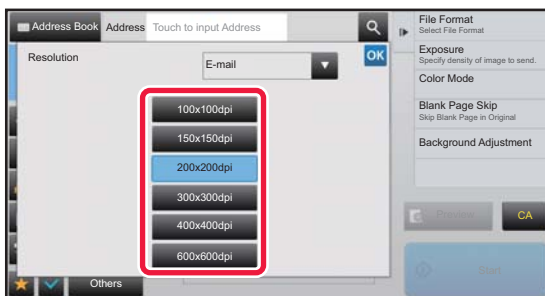 Address Book Address Touch to input Address
Resolution
E-mail
OK
100x100dpi
150x150dpi
200x200dpi
300x300dpi
400x400dpi
600x600dpi
Others
File Format
Select File Format
Exposure
Specify density of image to send.
Color Mode
Blank Page Skip
Skip Blank Page in Original
Background Adjustment
Preview
CA
Start